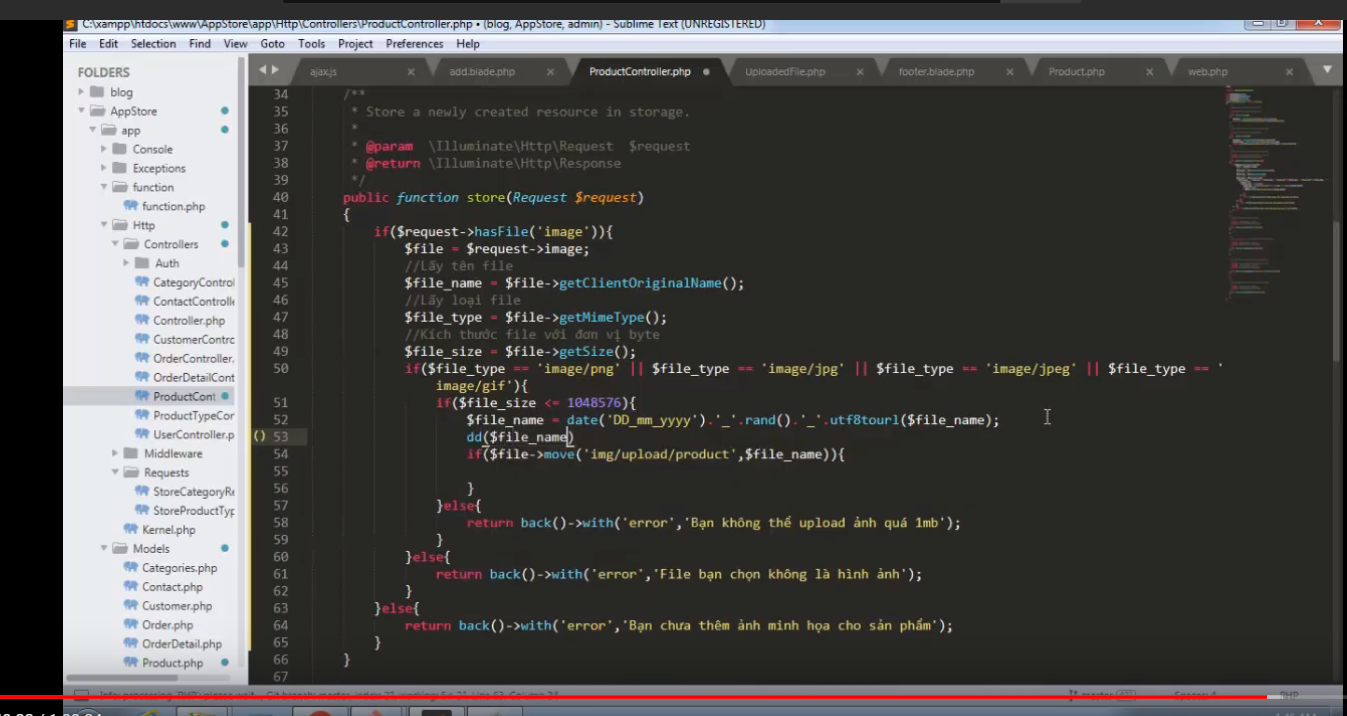 C:\xampp\htdocs\www\AppStore\app\Http\Controllers\ProductController.php • (blog, AppStore, admin) - Sublime Text (UNREGISTERED)
File Edit Selection Find View Goto Tools Project Preferences Help
FOLDERS
blog
AppStore
app
Console
Exceptions
function
function.php
Http
Controllers
Auth
CategoryControl
ContactControlle
Controller.php
CustomerContrc
OrderController.
OrderDetailCont
ProductCont
ProductTypeCor
UserController.p
Middleware
Requests
StoreCategoryRe
StoreProductTyp
Kernel.php
Models
Categories.php
Contact.php
Customer.php
Order.php
OrderDetail.php
Product.php
ajax.js × add.blade.php × ProductController.php • UploadedFile.php × footer.blade.php × Product.php × web.php ×
34 /**
35 * Store a newly created resource in storage.
36 *
37 * @param \Illuminate\Http\Request $request
38 * @return \Illuminate\Http\Response
39 */
40 public function store(Request $request)
41 {
42 if($request->hasFile('image')){
43 $file = $request->image;
44 //Lấy tên file
45 $file_name = $file->getClientOriginalName();
46 //Lấy loại file
47 $file_type = $file->getMimeType();
48 //Kích thước file với đơn vị byte
49 $file_size = $file->getSize();
50 if($file_type == 'image/png' || $file_type == 'image/jpg' || $file_type == 'image/jpeg' || $file_type == '
image/gif'){
51 if($file_size <= 1048576){
52 $file_name = date('DD_mm_yyyy').'_'.rand().'_'.utf8tourl($file_name);
() 53 dd($file_name)
54 if($file->move('img/upload/product',$file_name)){
55
56 }
57 }else{
58 return back()->with('error','Bạn không thể upload ảnh quá 1mb');
59 }
60 }else{
61 return back()->with('error','File bạn chọn không là hình ảnh');
62 }
63 }else{
64 return back()->with('error','Bạn chưa thêm ảnh minh họa cho sản phẩm');
65 }
66 }
67